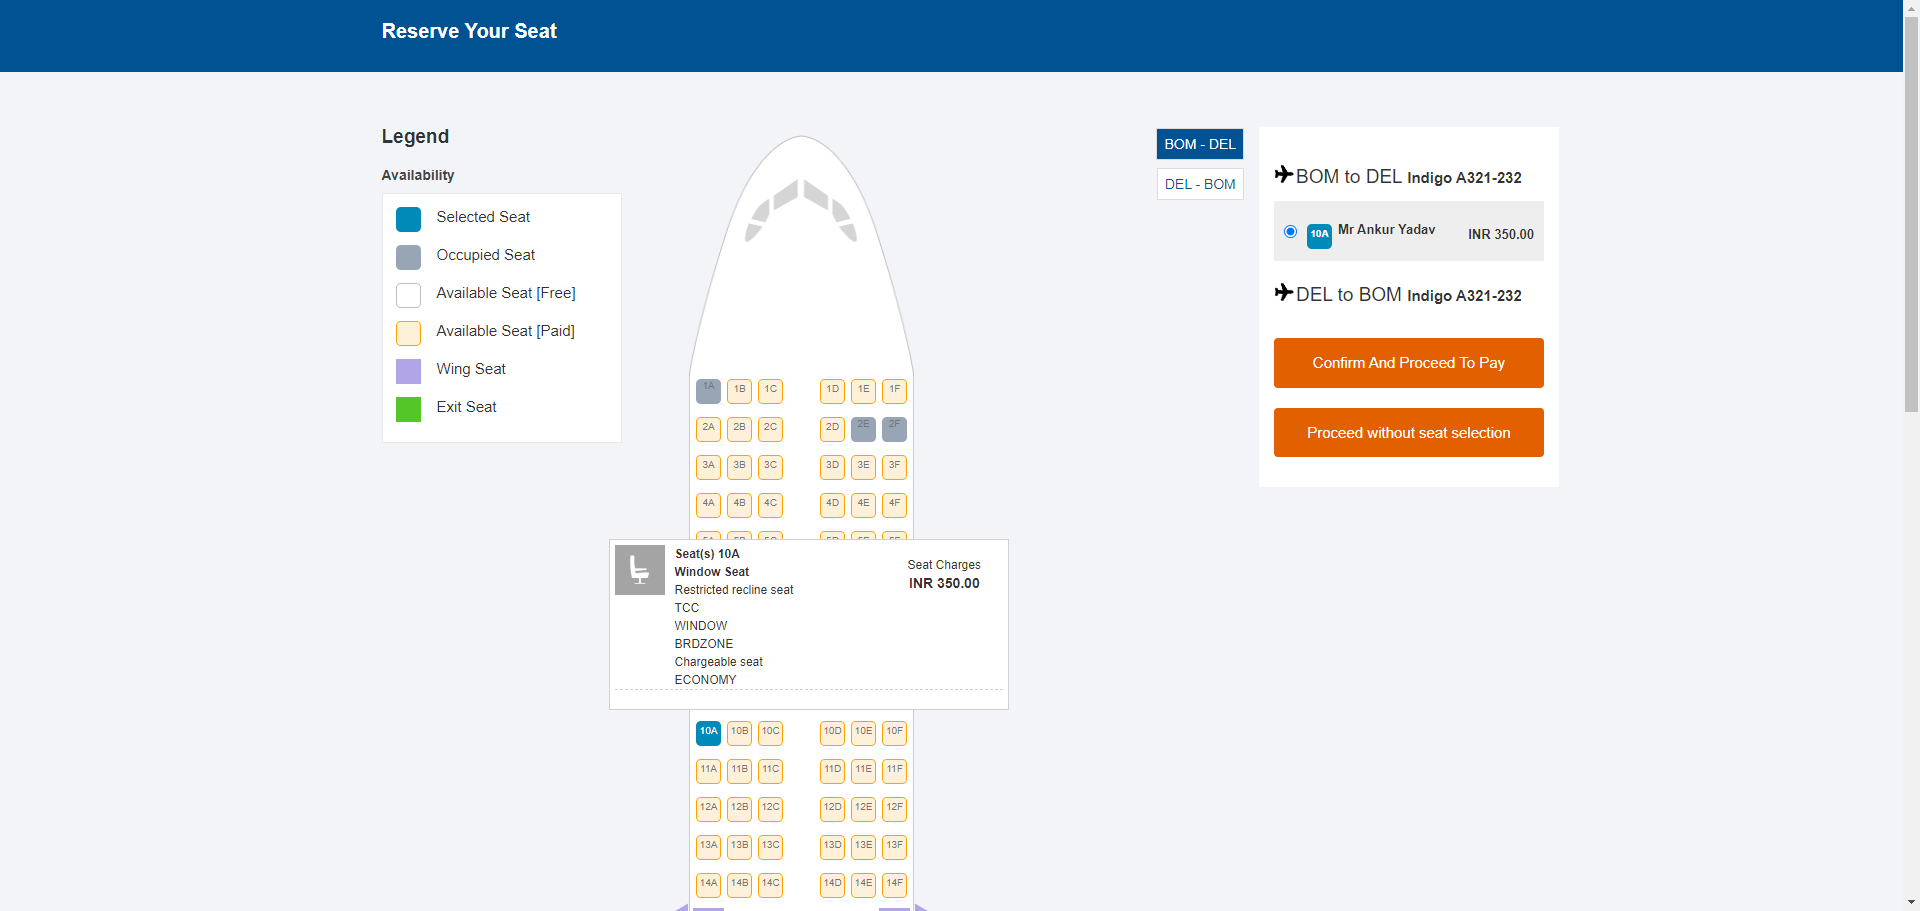 Reserve Your Seat
Legend
Availability
Selected Seat
Occupied Seat
Available Seat [Free]
Available Seat [Paid]
Wing Seat
Exit Seat
1A 1B 1C 1D 1E 1F
2A 2B 2C 2D 2E 2F
3A 3B 3C 3D 3E 3F
4A 4B 4C 4D 4E 4F
Seat(s) 10A
Window Seat
Restricted recline seat
TCC
WINDOW
BRDZONE
Chargeable seat
ECONOMY
Seat Charges
INR 350.00
10A 10B 10C 10D 10E 10F
11A 11B 11C 11D 11E 11F
12A 12B 12C 12D 12E 12F
13A 13B 13C 13D 13E 13F
14A 14B 14C 14D 14E 14F
BOM - DEL
DEL - BOM
BOM to DEL Indigo A321-232
10A Mr Ankur Yadav INR 350.00
DEL to BOM Indigo A321-232
Confirm And Proceed To Pay
Proceed without seat selection